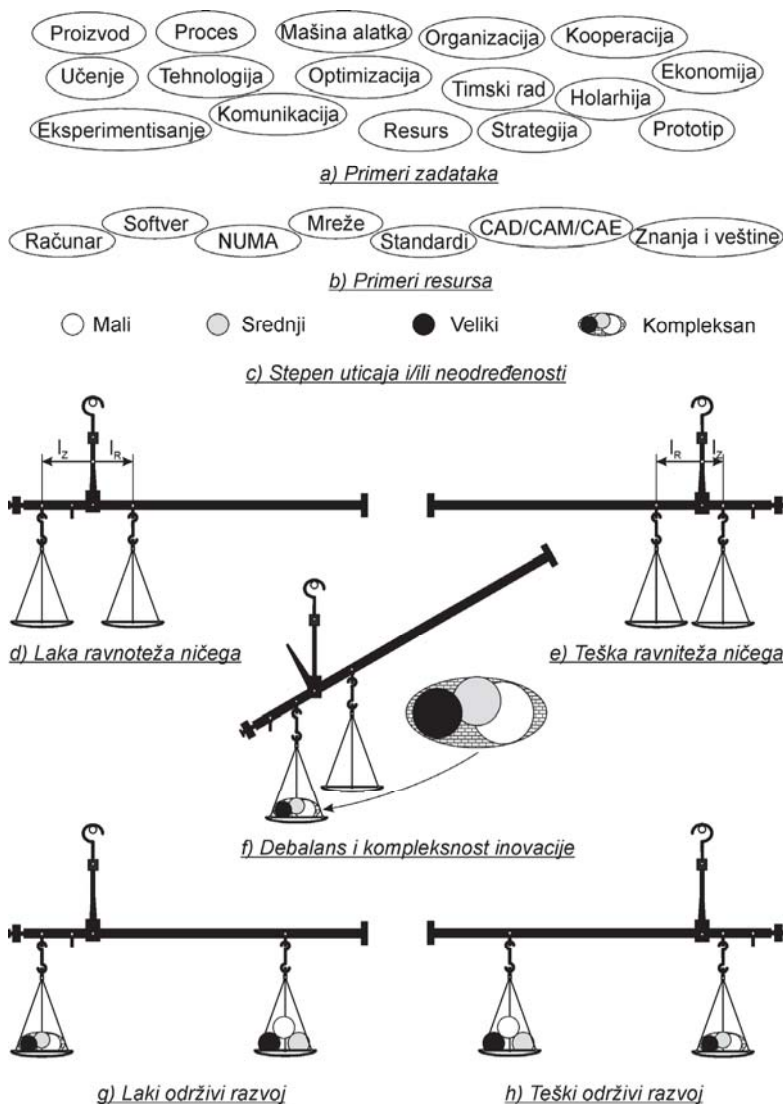 Proizvod Proces Mašina alatka Organizacija Kooperacija
Učenje Tehnologija Optimizacija Timski rad Holarhija Ekonomija
Eksperimentisanje Komunikacija Resurs Strategija Prototip
a) Primeri zadataka
Računar Softver NUMA Mreže Standardi CAD/CAM/CAE Znanja i veštine
b) Primeri resursa
Mali Srednji Veliki Kompleksan
c) Stepen uticaja i/ili neodređenosti
lZ lR lR lZ
d) Laka ravnoteža ničega e) Teška ravniteža ničega
f) Debalans i kompleksnost inovacije
g) Laki održivi razvoj h) Teški održivi razvoj